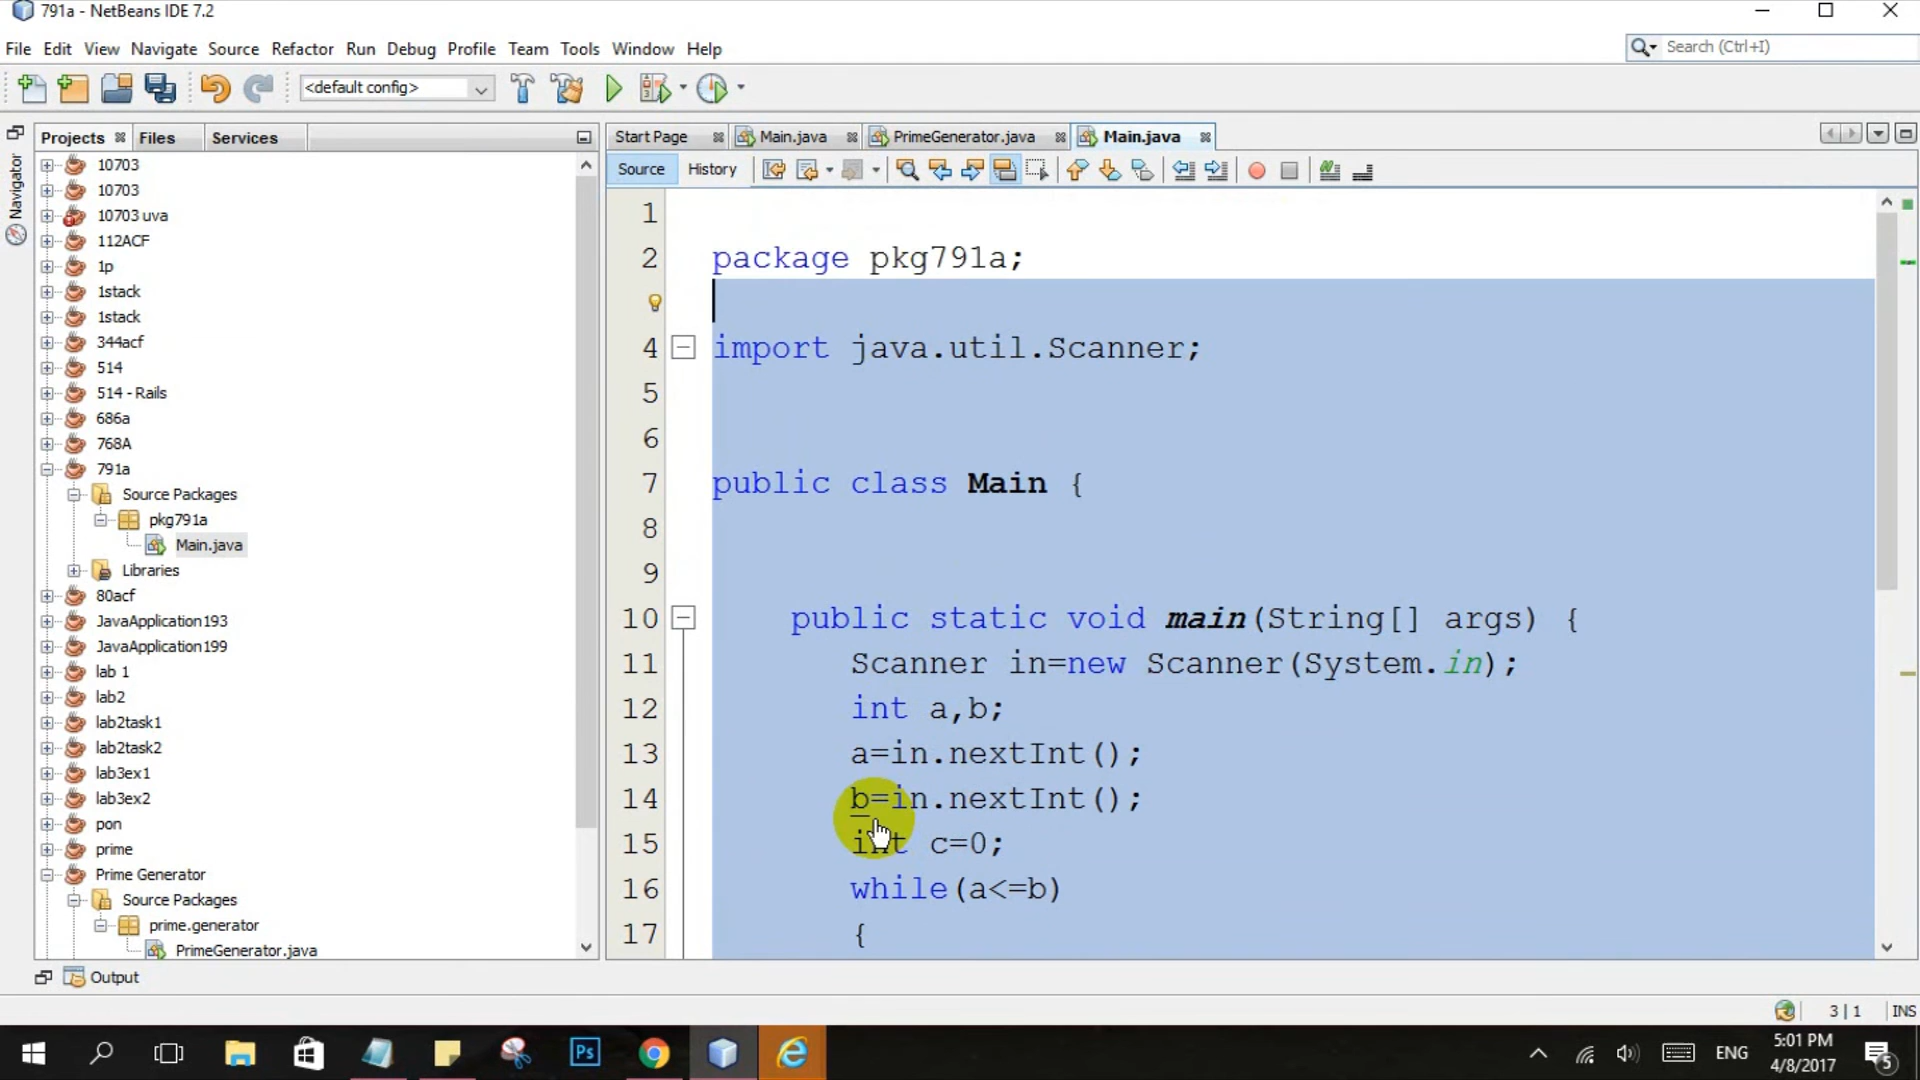 791a - NetBeans IDE 7.2
File Edit View Navigate Source Refactor Run Debug Profile Team Tools Window Help
Search (Ctrl+I)
<default config>
Projects Files Services
Start Page Main.java PrimeGenerator.java Main.java
Source History
Navigator
10703
10703
10703 uva
112ACF
1p
1stack
1stack
344acf
514
514 - Rails
686a
768A
791a
Source Packages
pkg791a
Main.java
Libraries
80acf
JavaApplication193
JavaApplication199
lab 1
lab2
lab2task1
lab2task2
lab3ex1
lab3ex2
pon
prime
Prime Generator
Source Packages
prime.generator
PrimeGenerator.java
1
2 package pkg791a;
4 import java.util.Scanner;
5
6
7 public class Main {
8
9
10 public static void main(String[] args) {
11 Scanner in=new Scanner(System.in);
12 int a,b;
13 a=in.nextInt();
14 b=in.nextInt();
15 int c=0;
16 while(a<=b)
17 {
Output
3 | 1 INS
Ps
ENG
5:01 PM
4/8/2017
5